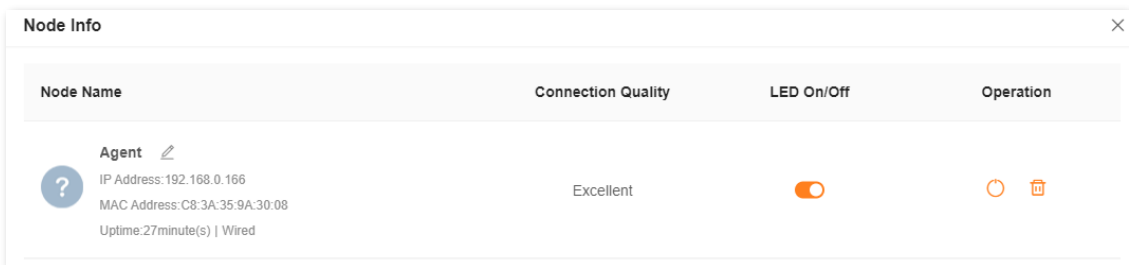 Node Info
Node Name Connection Quality LED On/Off Operation
Agent
?
IP Address:192.168.0.166
MAC Address:C8:3A:35:9A:30:08
Uptime:27minute(s) | Wired
Excellent